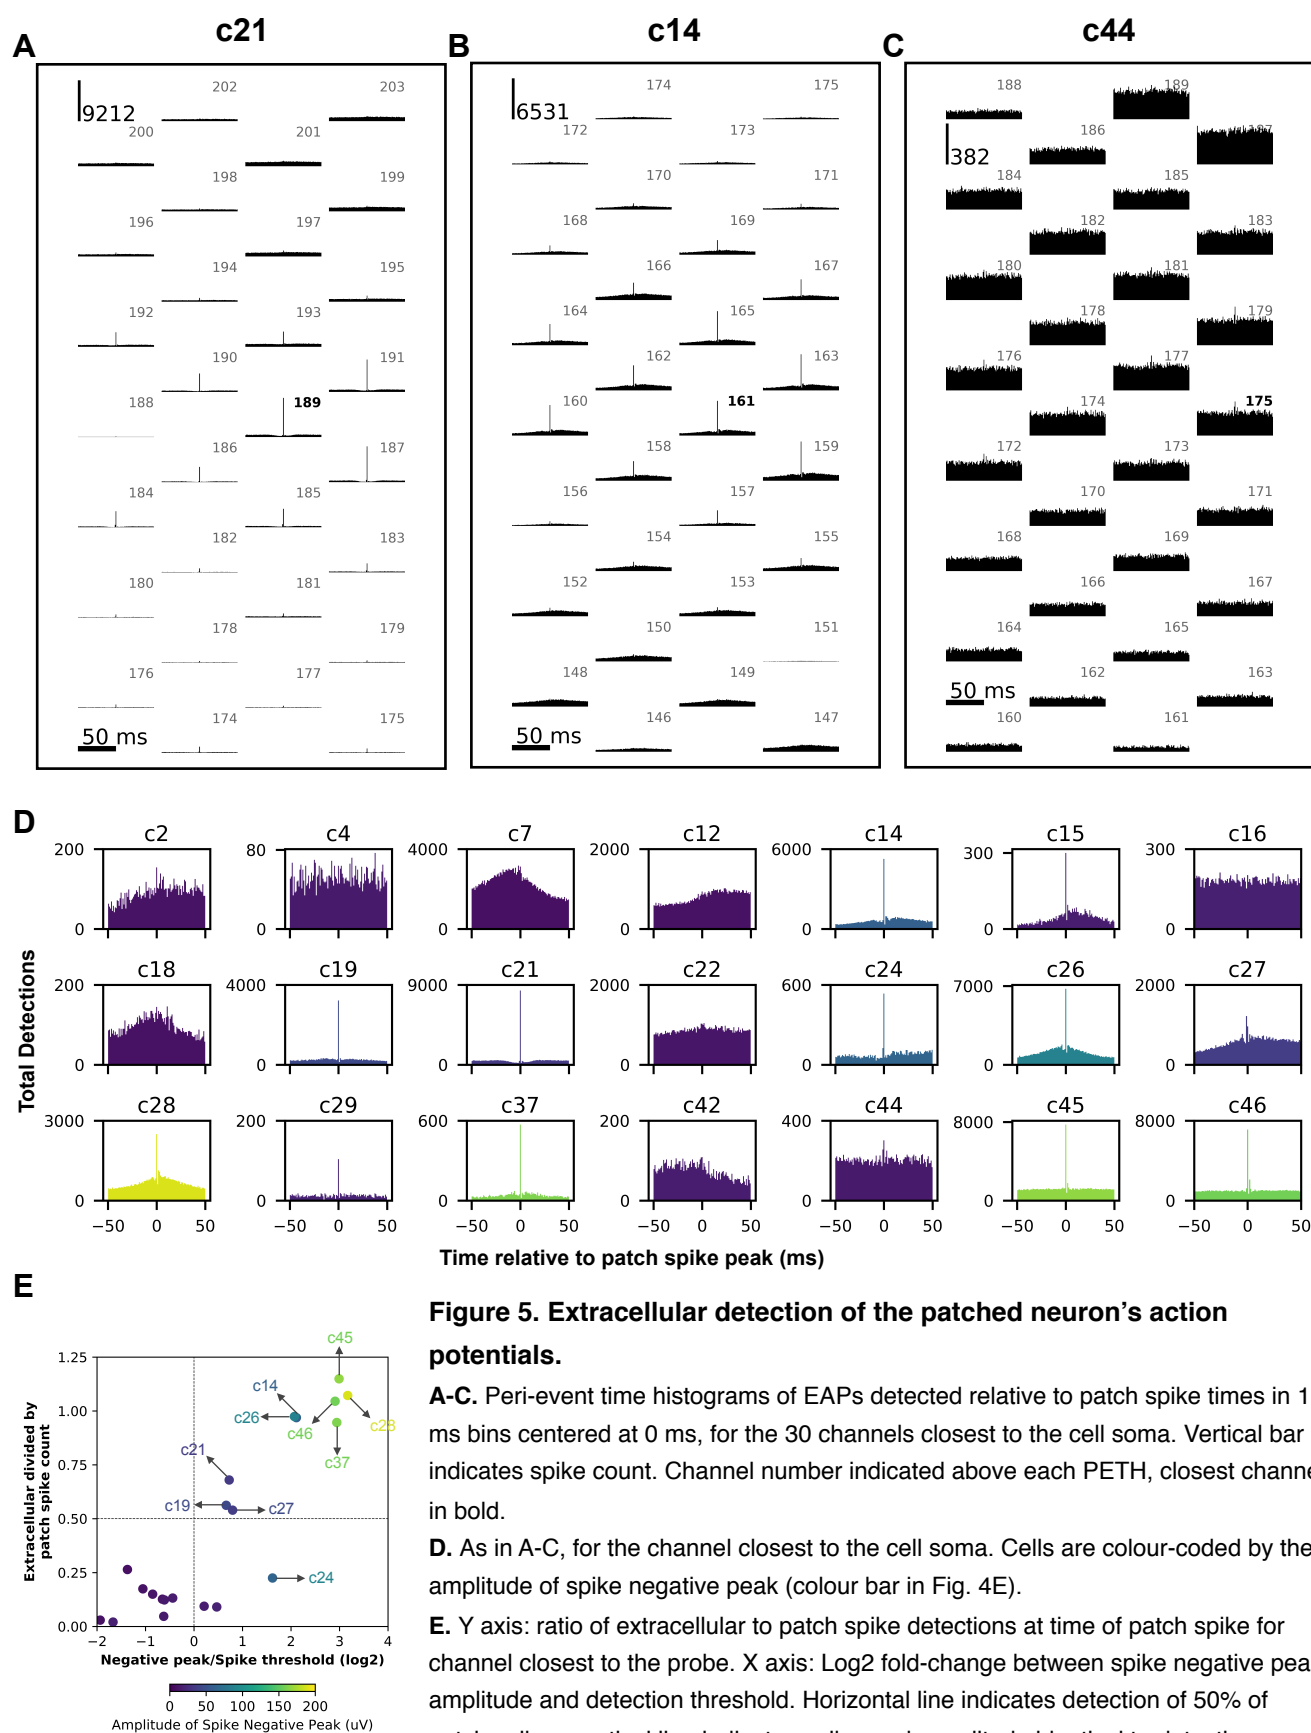 c21
c14
c44
A
B
C
9212
202
203
200
201
198
199
196
197
194
195
192
193
190
191
188
189
186
187
184
185
182
183
180
181
178
179
176
177
174
175
50 ms
6531
174
175
172
173
170
171
168
169
166
167
164
165
162
163
160
161
158
159
156
157
154
155
152
153
150
151
148
149
146
147
50 ms
188
189
382
186
187
184
185
182
183
180
181
178
179
176
177
174
175
172
173
170
171
168
169
166
167
164
165
162
163
50 ms
160
161
D
c2 c4 c7 c12 c14 c15 c16
200 0
80 0
4000 2000 0
2000 1000 0
6000 3000 0
300 0
300 0
c18 c19 c21 c22 c24 c26 c27
200 0
4000 0
9000 0
2000 0
600 0
7000 0
2000 0
c28 c29 c37 c42 c44 c45 c46
3000 0
200 0
600 0
200 0
400 0
8000 0
8000 0
−50 0 50 −50 0 50 −50 0 50 −50 0 50 −50 0 50 −50 0 50 −50 0 50
Total Detections
Time relative to patch spike peak (ms)
E
1.25
1.00
0.75
0.50
0.25
0.00
−2 −1 0 1 2 3 4
c45
c14
c26
c46
c28
c37
c21
c19
c27
c24
Extracellular divided by
patch spike count
Negative peak/Spike threshold (log2)
0 50 100 150 200
Amplitude of Spike Negative Peak (uV)
Figure 5. Extracellular detection of the patched neuron’s action
potentials.
A-C. Peri-event time histograms of EAPs detected relative to patch spike times in 1
ms bins centered at 0 ms, for the 30 channels closest to the cell soma. Vertical bar
indicates spike count. Channel number indicated above each PETH, closest channe
in bold.
D. As in A-C, for the channel closest to the cell soma. Cells are colour-coded by the
amplitude of spike negative peak (colour bar in Fig. 4E).
E. Y axis: ratio of extracellular to patch spike detections at time of patch spike for
channel closest to the probe. X axis: Log2 fold-change between spike negative pea
amplitude and detection threshold. Horizontal line indicates detection of 50% of